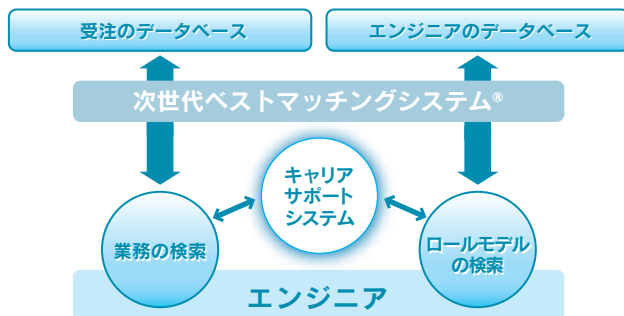 受注のデータベース
エンジニアのデータベース
次世代ベストマッチングシステム®
キャリア
サポート
システム
業務の検索
ロールモデル
の検索
エンジニア